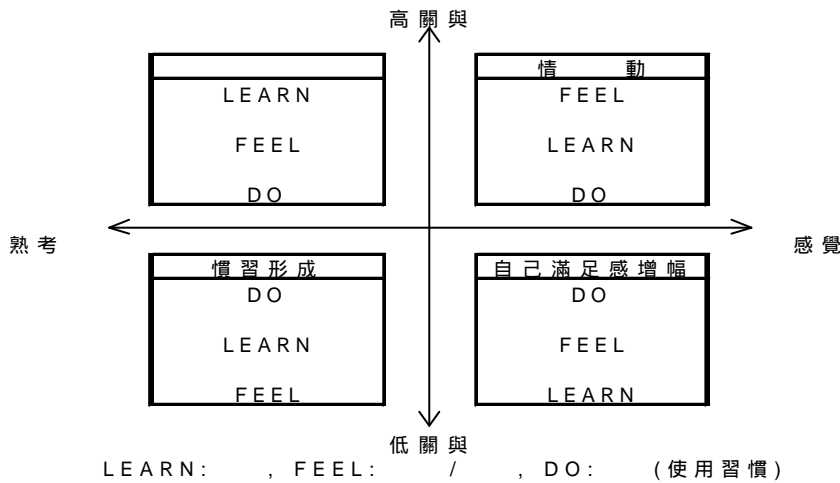 高關與
情 動
LEARN
FEEL
DO
FEEL
LEARN
DO
熟考
感覺
慣習形成
DO
LEARN
FEEL
自己滿足感增幅
DO
FEEL
LEARN
低關與
LEARN: , FEEL: / , DO: (使用習慣)